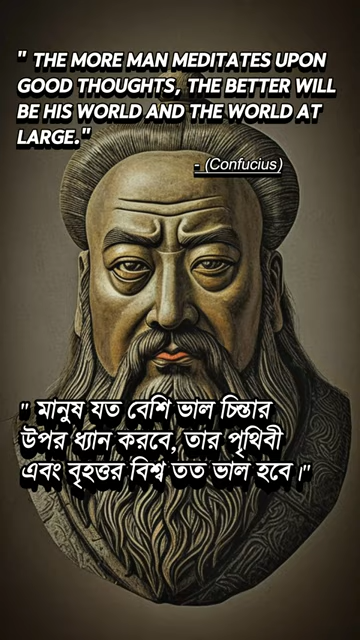 " THE MORE MAN MEDITATES UPON
GOOD THOUGHTS, THE BETTER WILL
BE HIS WORLD AND THE WORLD AT
LARGE."
- (Confucius)
" মানুষ যত বেশি ভাল চিন্তার
উপর ধ্যান করবে, তার পৃথিবী
এবং বৃহত্তর বিশ্ব তত ভাল হবে।"